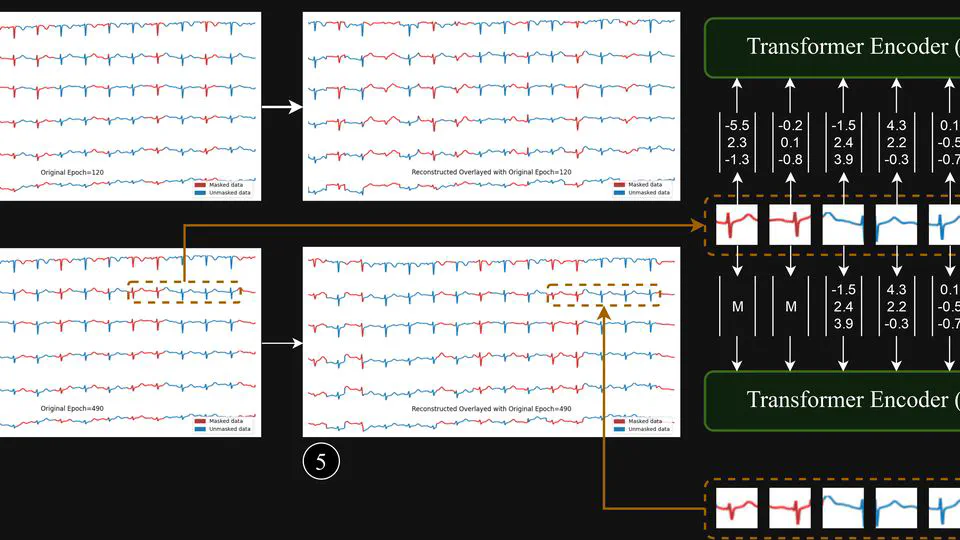 Original Epoch=120
Masked data
Unmasked data
Reconstructed Overlayed with Original Epoch=120
Masked data
Unmasked data
Original Epoch=490
Masked data
Unmasked data
Reconstructed Overlayed with Original Epoch=490
Masked data
Unmasked data
5
Transformer Encoder (
-5.5 -0.2 -1.5 4.3 0.1
2.3 0.1 2.4 2.2 -0.5
-1.3 -0.8 3.9 -0.3 -0.7
-1.5 4.3 0.1
M M 2.4 2.2 -0.5
3.9 -0.3 -0.7
Transformer Encoder (